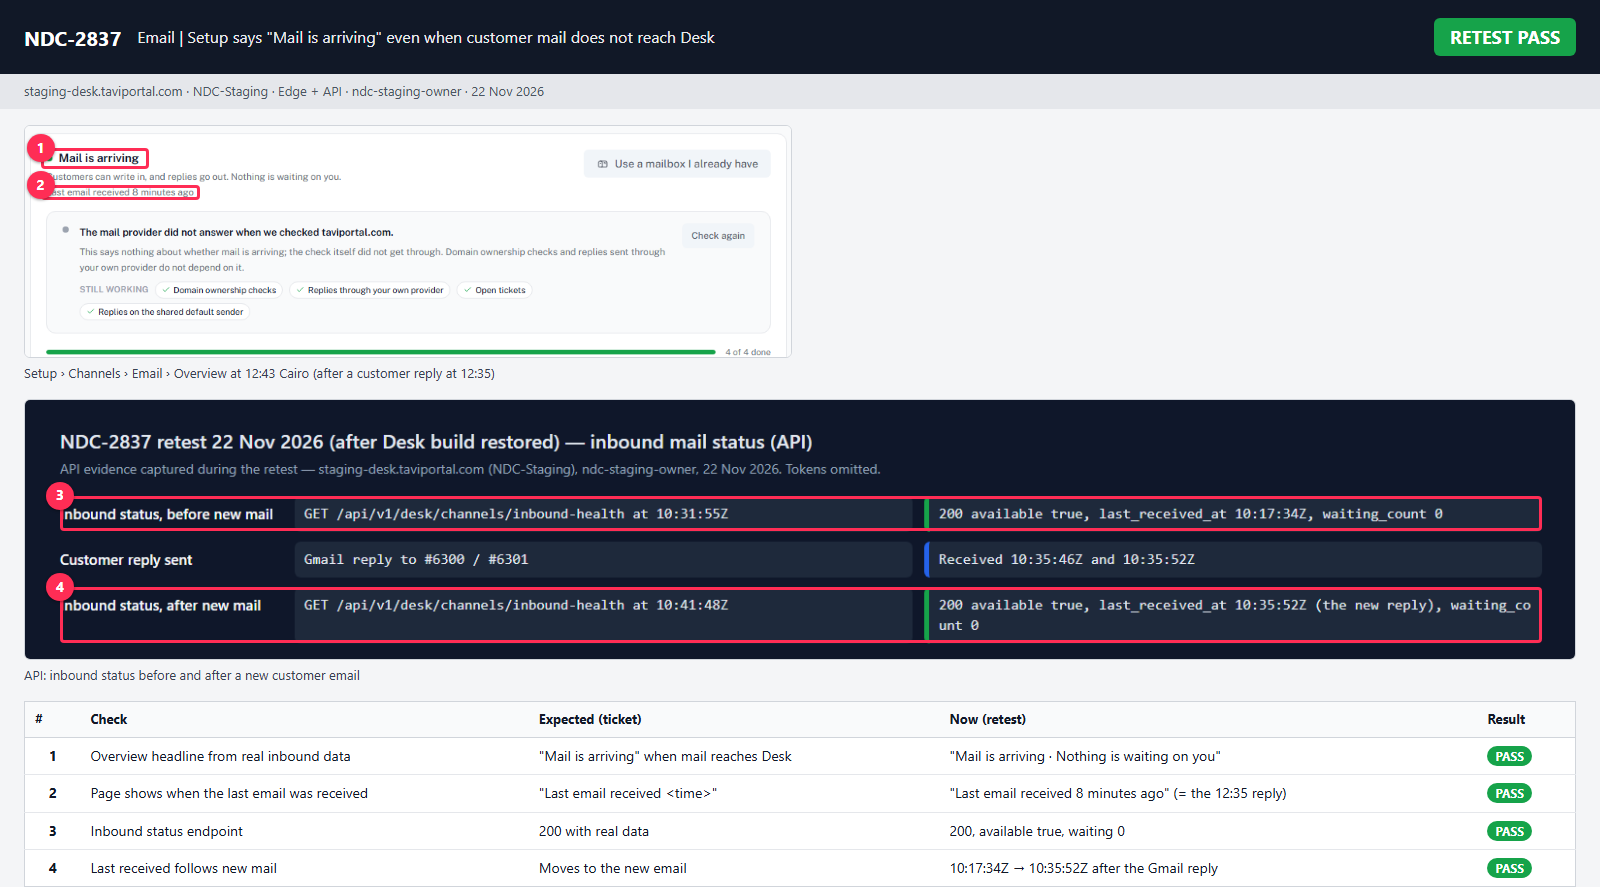 NDC-2837 Email | Setup says "Mail is arriving" even when customer mail does not reach Desk RETEST PASS
staging-desk.taviportal.com · NDC-Staging · Edge + API · ndc-staging-owner · 22 Nov 2026
1 Mail is arriving
Use a mailbox I already have
ustomers can write in, and replies go out. Nothing is waiting on you.
2 ast email received 8 minutes ago
The mail provider did not answer when we checked taviportal.com.
Check again
This says nothing about whether mail is arriving; the check itself did not get through. Domain ownership checks and replies sent through
your own provider do not depend on it.
STILL WORKING ✓ Domain ownership checks ✓ Replies through your own provider ✓ Open tickets
✓ Replies on the shared default sender
4 of 4 done
Setup › Channels › Email › Overview at 12:43 Cairo (after a customer reply at 12:35)
NDC-2837 retest 22 Nov 2026 (after Desk build restored) — inbound mail status (API)
API evidence captured during the retest — staging-desk.taviportal.com (NDC-Staging), ndc-staging-owner, 22 Nov 2026. Tokens omitted.
3
nbound status, before new mail GET /api/v1/desk/channels/inbound-health at 10:31:55Z 200 available true, last_received_at 10:17:34Z, waiting_count 0
Customer reply sent Gmail reply to #6300 / #6301 Received 10:35:46Z and 10:35:52Z
4
nbound status, after new mail GET /api/v1/desk/channels/inbound-health at 10:41:48Z 200 available true, last_received_at 10:35:52Z (the new reply), waiting_co
unt 0
API: inbound status before and after a new customer email
# Check Expected (ticket) Now (retest) Result
1 Overview headline from real inbound data "Mail is arriving" when mail reaches Desk "Mail is arriving · Nothing is waiting on you" PASS
2 Page shows when the last email was received "Last email received <time>" "Last email received 8 minutes ago" (= the 12:35 reply) PASS
3 Inbound status endpoint 200 with real data 200, available true, waiting 0 PASS
4 Last received follows new mail Moves to the new email 10:17:34Z → 10:35:52Z after the Gmail reply PASS